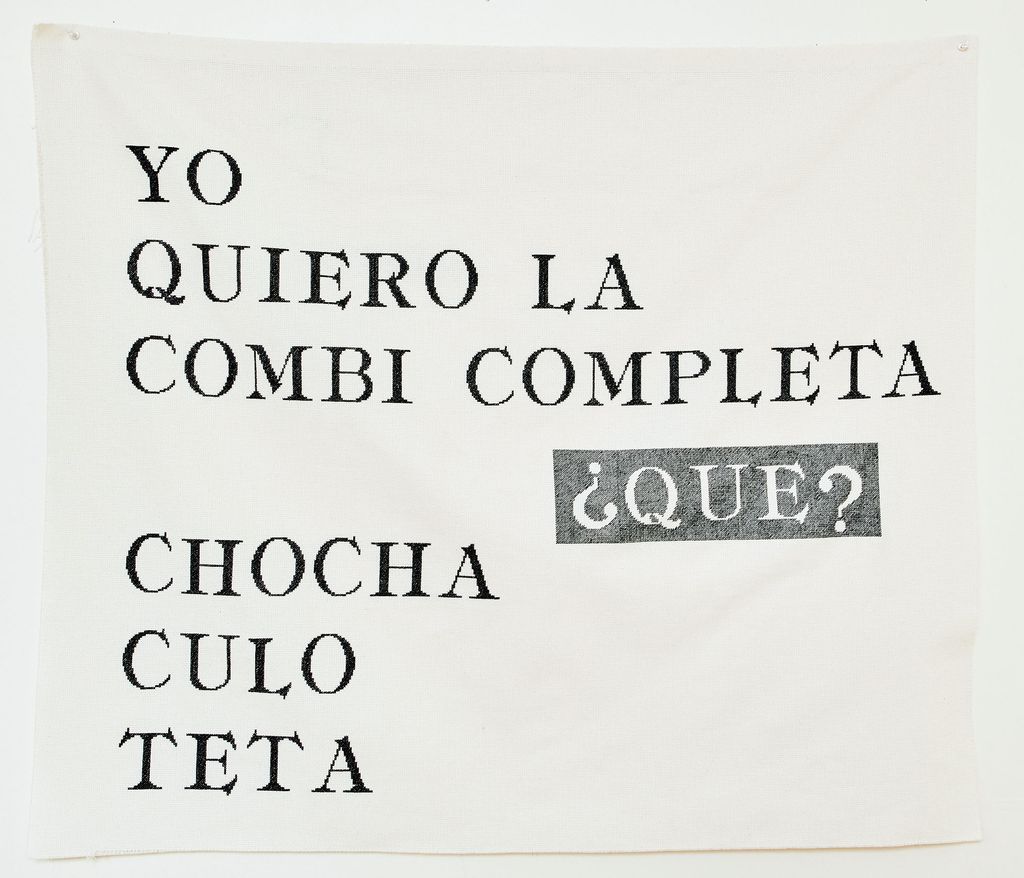 YO
QUIERO LA
COMBI COMPLETA
¿QUE?
CHOCHA
CULO
TETA